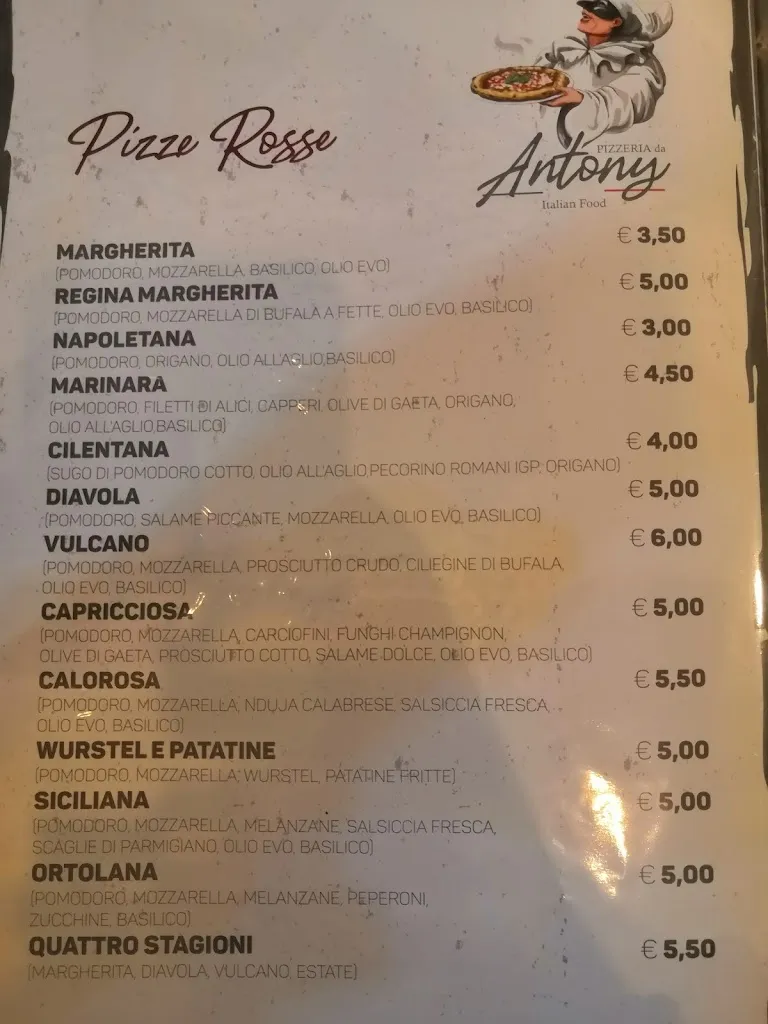 Pizze Rosse
PIZZERIA da
Antony
Italian Food
MARGHERITA € 3,50
(POMODORO, MOZZARELLA, BASILICO, OLIO EVO)
REGINA MARGHERITA € 5,00
(POMODORO, MOZZARELLA DI BUFALA A FETTE, OLIO EVO, BASILICO)
NAPOLETANA € 3,00
(POMODORO, ORIGANO, OLIO ALL'AGLIO,BASILICO)
MARINARA € 4,50
(POMODORO, FILETTI DI ALICI, CAPPERI, OLIVE DI GAETA, ORIGANO,
OLIO ALL'AGLIO,BASILICO)
CILENTANA € 4,00
(SUGO DI POMODORO COTTO, OLIO ALL'AGLIO,PECORINO ROMANI IGP, ORIGANO)
DIAVOLA € 5,00
(POMODORO, SALAME PICCANTE, MOZZARELLA, OLIO EVO, BASILICO)
VULCANO € 6,00
(POMODORO, MOZZARELLA, PROSCIUTTO CRUDO, CILIEGINE DI BUFALA,
OLIO EVO, BASILICO)
CAPRICCIOSA € 5,00
(POMODORO, MOZZARELLA, CARCIOFINI, FUNGHI CHAMPIGNON,
OLIVE DI GAETA, PROSCIUTTO COTTO, SALAME DOLCE, OLIO EVO, BASILICO)
CALOROSA € 5,50
(POMODORO, MOZZARELLA, NDUJA CALABRESE, SALSICCIA FRESCA,
OLIO EVO, BASILICO)
WURSTEL E PATATINE € 5,00
(POMODORO, MOZZARELLA, WURSTEL, PATATINE FRITTE)
SICILIANA € 5,00
(POMODORO, MOZZARELLA, MELANZANE, SALSICCIA FRESCA,
SCAGLIE DI PARMIGIANO, OLIO EVO, BASILICO)
ORTOLANA € 5,00
(POMODORO, MOZZARELLA, MELANZANE, PEPERONI,
ZUCCHINE, BASILICO)
QUATTRO STAGIONI € 5,50
(MARGHERITA, DIAVOLA, VULCANO, ESTATE)